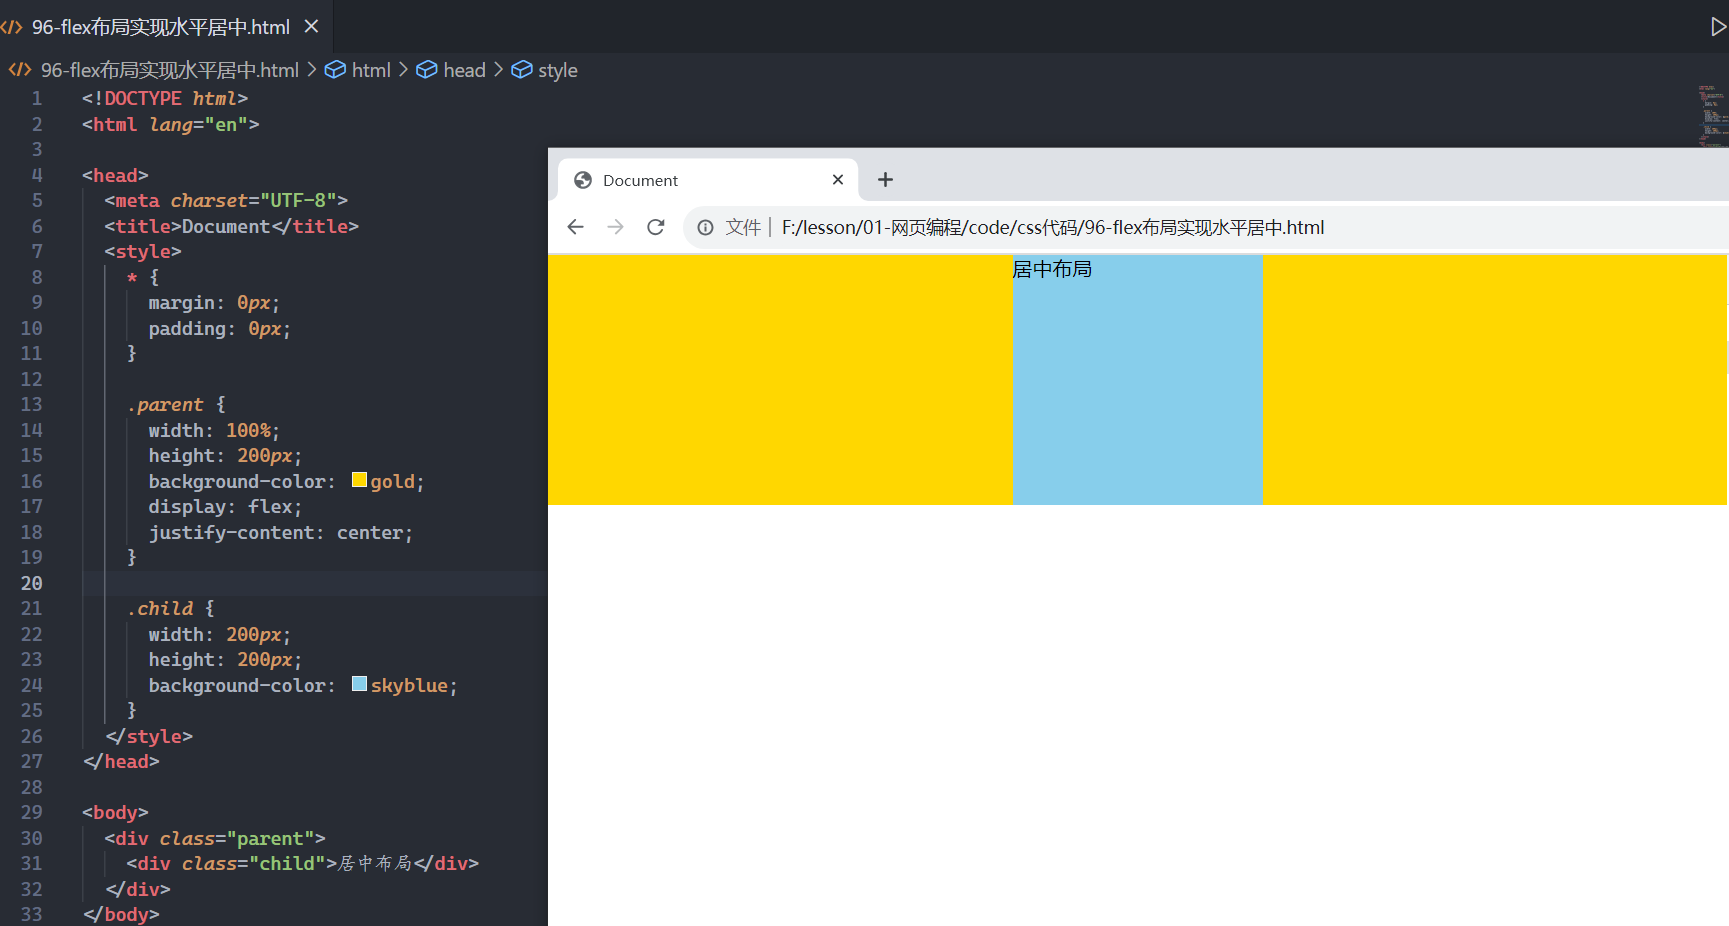 96-flex布局实现水平居中.html
96-flex布局实现水平居中.html > html > head > style
1 <!DOCTYPE html>
2 <html lang="en">
3
4 <head>
5 <meta charset="UTF-8">
6 <title>Document</title>
7 <style>
8 * {
9 margin: 0px;
10 padding: 0px;
11 }
12
13 .parent {
14 width: 100%;
15 height: 200px;
16 background-color: gold;
17 display: flex;
18 justify-content: center;
19 }
20
21 .child {
22 width: 200px;
23 height: 200px;
24 background-color: skyblue;
25 }
26 </style>
27 </head>
28
29 <body>
30 <div class="parent">
31 <div class="child">居中布局</div>
32 </div>
33 </body>
Document
文件 | F:/lesson/01-网页编程/code/css代码/96-flex布局实现水平居中.html
居中布局